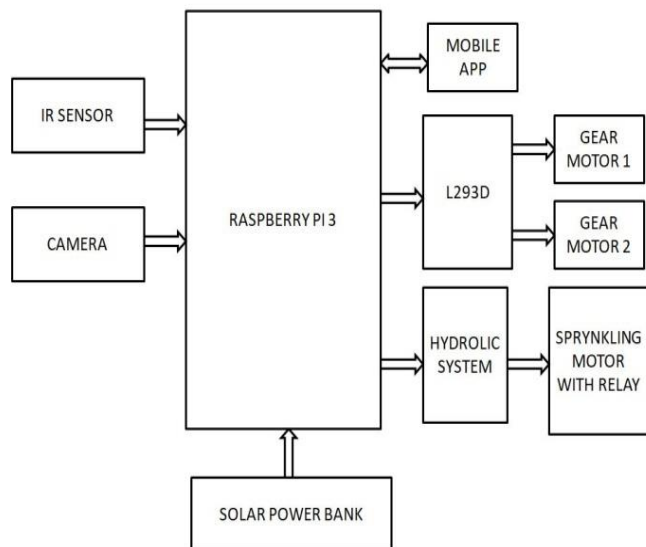 IR SENSOR
CAMERA
RASPBERRY PI 3
MOBILE
APP
L293D
GEAR
MOTOR 1
GEAR
MOTOR 2
HYDROLIC
SYSTEM
SPRYNKLING
MOTOR
WITH RELAY
SOLAR POWER BANK